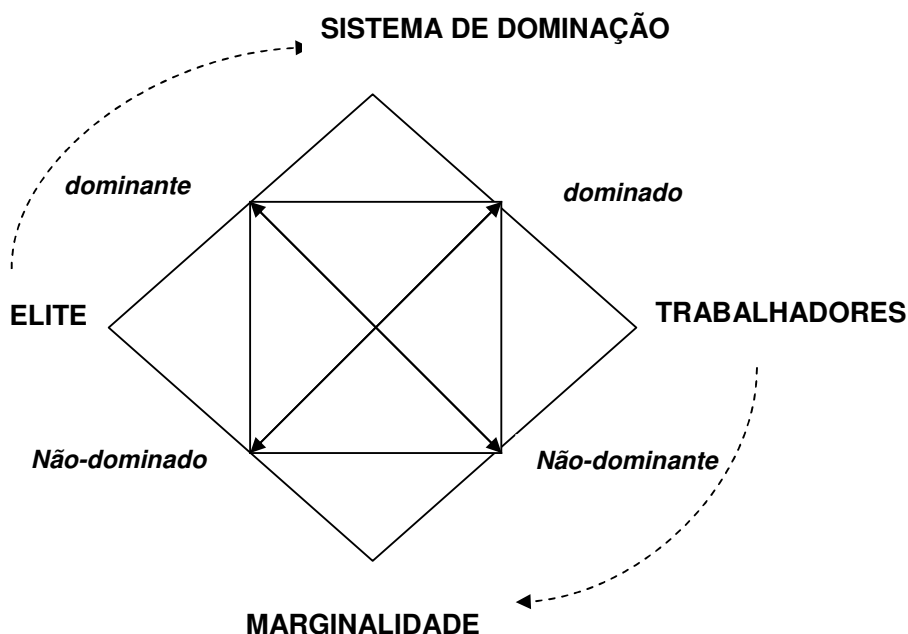 SISTEMA DE DOMINAÇÃO
dominante
dominado
ELITE
TRABALHADORES
Não-dominado
Não-dominante
MARGINALIDADE